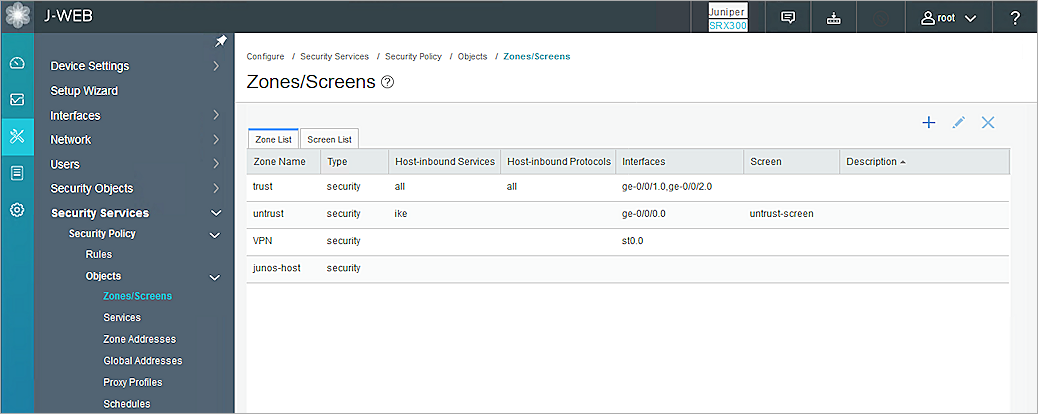 J-WEB
Juniper
SRX300
root
?
Device Settings
Setup Wizard
Interfaces
Network
Users
Security Objects
Security Services
Security Policy
Rules
Objects
Zones/Screens
Services
Zone Addresses
Global Addresses
Proxy Profiles
Schedules
Configure / Security Services / Security Policy / Objects / Zones/Screens
Zones/Screens ?
Zone List Screen List
Zone Name Type Host-inbound Services Host-inbound Protocols Interfaces Screen Description
trust security all all ge-0/0/1.0,ge-0/0/2.0
untrust security ike ge-0/0/0.0 untrust-screen
VPN security st0.0
junos-host security